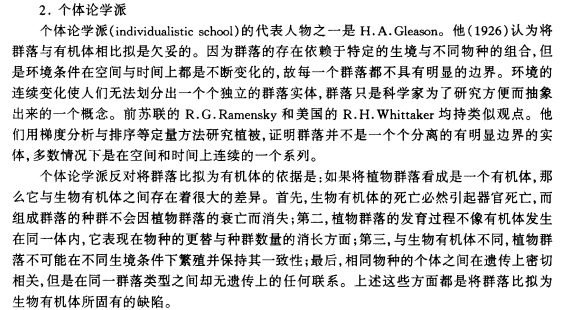 2. 个体论学派
个体论学派(individualistic school)的代表人物之一是 H.A.Gleason。他(1926)认为将
群落与有机体相比拟是欠妥的。因为群落的存在依赖于特定的生境与不同物种的组合,但
是环境条件在空间与时间上都是不断变化的,故每一个群落都不具有明显的边界。环境的
连续变化使人们无法划分出一个个独立的群落实体,群落只是科学家为了研究方便而抽象
出来的一个概念。前苏联的 R.G.Ramensky 和美国的 R.H.Whittaker 均持类似观点。他
们用梯度分析与排序等定量方法研究植被,证明群落并不是一个个分离的有明显边界的实
体,多数情况下是在空间和时间上连续的一个系列。
个体论学派反对将群落比拟为有机体的依据是:如果将植物群落看成是一个有机体,那
么它与生物有机体之间存在着很大的差异。首先,生物有机体的死亡必然引起器官死亡,而
组成群落的种群不会因植物群落的衰亡而消失;第二,植物群落的发育过程不像有机体发生
在同一体内,它表现在物种的更替与种群数量的消长方面;第三,与生物有机体不同,植物群
落不可能在不同生境条件下繁殖并保持其一致性;最后,相同物种的个体之间在遗传上密切
相关,但是在同一群落类型之间却无遗传上的任何联系。上述这些方面都是将群落比拟为
生物有机体所固有的缺陷。